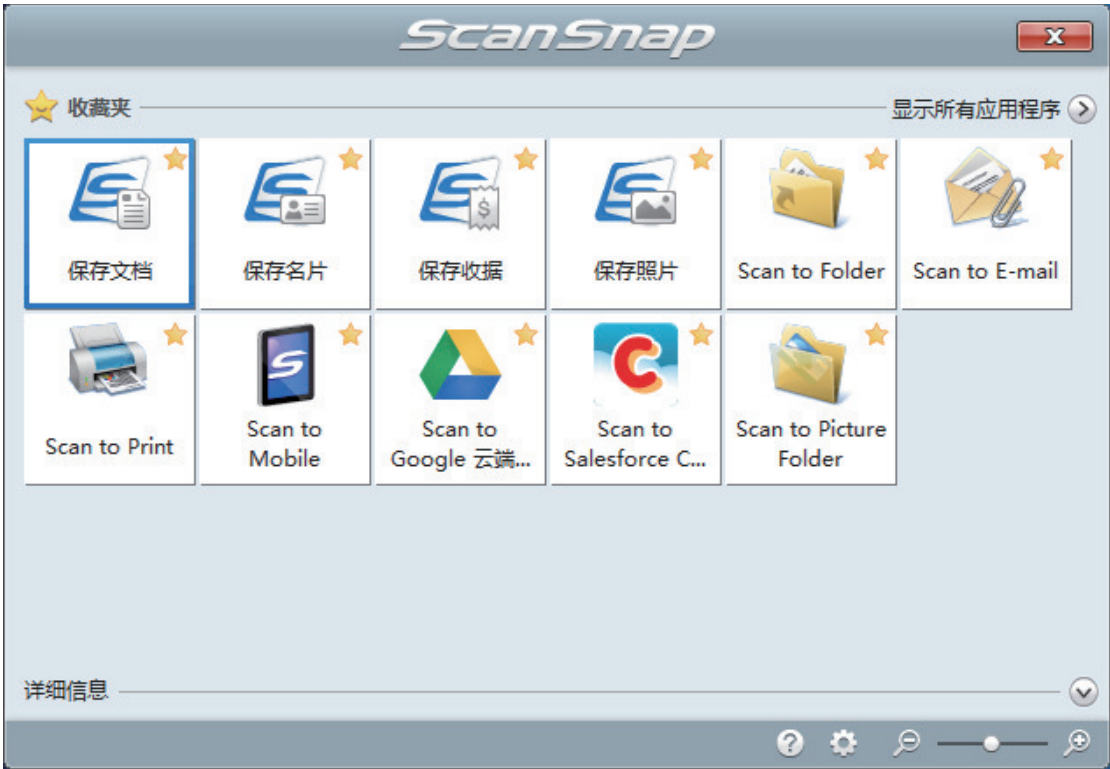 ScanSnap
收藏夹
显示所有应用程序
保存文档
保存名片
保存收据
保存照片
Scan to Folder
Scan to E-mail
Scan to Print
Scan to
Mobile
Scan to
Google 云端...
Scan to
Salesforce C...
Scan to Picture
Folder
详细信息